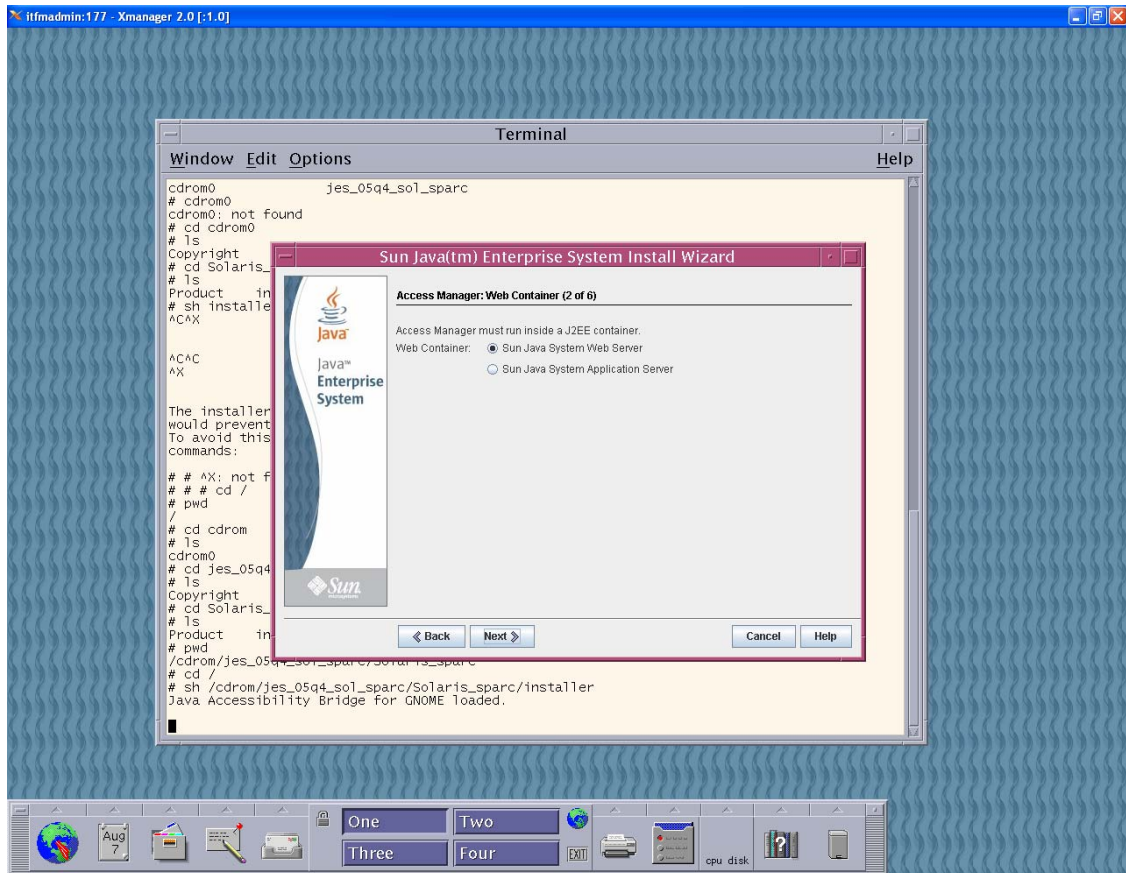 itfmadmin:177 - Xmanager 2.0 [:1.0]
Terminal
Window Edit Options Help
cdrom0 jes_05q4_sol_sparc
# cdrom0
cdrom0: not found
# cd cdrom0
# ls
Copyright
# cd Solaris_
# ls
Product in
# sh installe
^C^X
^C^C
^X
The installer
would prevent
To avoid this
commands:
# # ^X: not f
# # # cd /
# pwd
/
# cd cdrom
# ls
cdrom0
# cd jes_05q4
# ls
Copyright
# cd Solaris_
# ls
Product in
# pwd
/cdrom/jes_05q4_sol_sparc/Solaris_sparc
# cd /
# sh /cdrom/jes_05q4_sol_sparc/Solaris_sparc/installer
Java Accessibility Bridge for GNOME loaded.
Sun Java(tm) Enterprise System Install Wizard
Java
Java™
Enterprise
System
Sun
Access Manager: Web Container (2 of 6)
Access Manager must run inside a J2EE container.
Web Container: Sun Java System Web Server
Sun Java System Application Server
Back Next Cancel Help
Aug
7
One Two
Three Four
EXIT
cpu disk